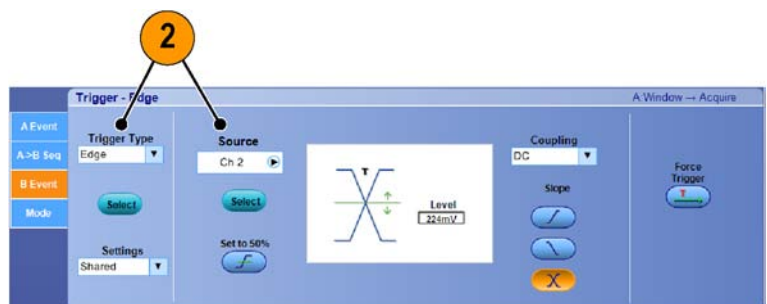 2
Trigger - Edge
A:Window → Acquire
A Event
A->B Seq
B Event
Mode
Trigger Type
Edge
Select
Settings
Shared
Source
Ch 2
Select
Set to 50%
T
Level
224mV
Coupling
DC
Slope
Force
Trigger
T